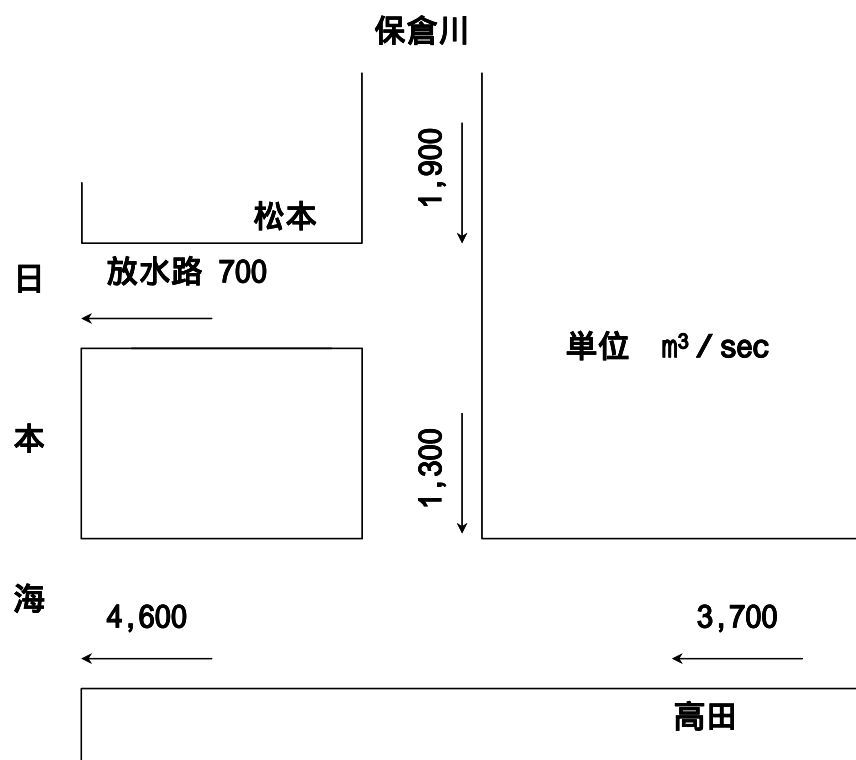 保倉川
1,900
松本
放水路 700
日本海
単位 m³/sec
1,300
4,600
3,700
高田